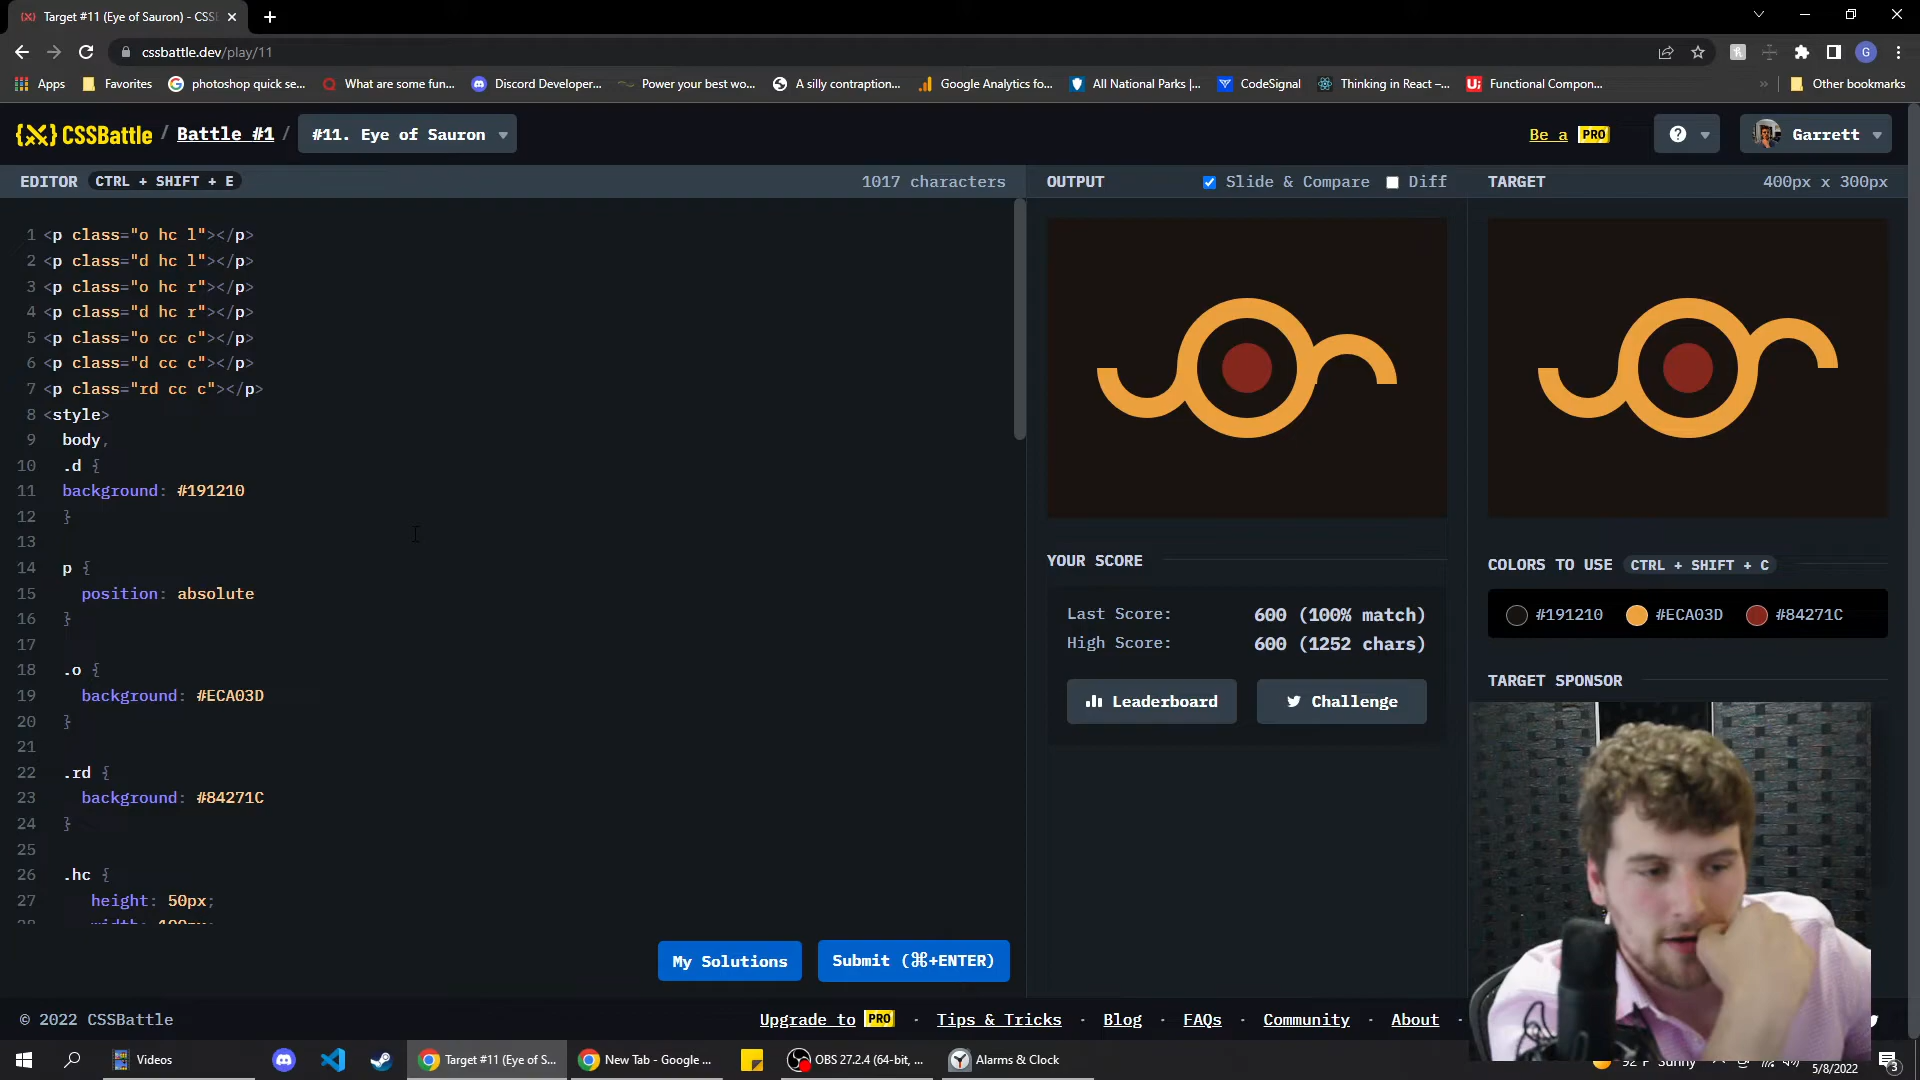 Target #11 (Eye of Sauron) - CSSB
cssbattle.dev/play/11
G
Apps
Favorites
photoshop quick se...
What are some fun...
Discord Developer...
Power your best wo...
A silly contraption...
Google Analytics fo...
All National Parks |...
CodeSignal
Thinking in React –...
Functional Compon...
»
Other bookmarks
CSSBattle / Battle #1 / #11. Eye of Sauron
Be a PRO
Garrett
EDITOR CTRL + SHIFT + E 1017 characters
OUTPUT Slide & Compare Diff
TARGET 400px x 300px
1 <p class="o hc l"></p>
2 <p class="d hc l"></p>
3 <p class="o hc r"></p>
4 <p class="d hc r"></p>
5 <p class="o cc c"></p>
6 <p class="d cc c"></p>
7 <p class="rd cc c"></p>
8 <style>
9 body,
10 .d {
11 background: #191210
12 }
13
14 p {
15 position: absolute
16 }
17
18 .o {
19 background: #ECA03D
20 }
21
22 .rd {
23 background: #84271C
24 }
25
26 .hc {
27 height: 50px;
YOUR SCORE
Last Score: 600 (100% match)
High Score: 600 (1252 chars)
Leaderboard
Challenge
COLORS TO USE CTRL + SHIFT + C
#191210 #ECA03D #84271C
TARGET SPONSOR
My Solutions
Submit (⌘+ENTER)
© 2022 CSSBattle
Upgrade to PRO · Tips & Tricks · Blog · FAQs · Community · About ·
Videos
Target #11 (Eye of S...
New Tab - Google ...
OBS 27.2.4 (64-bit, ...
Alarms & Clock
5/8/2022
3